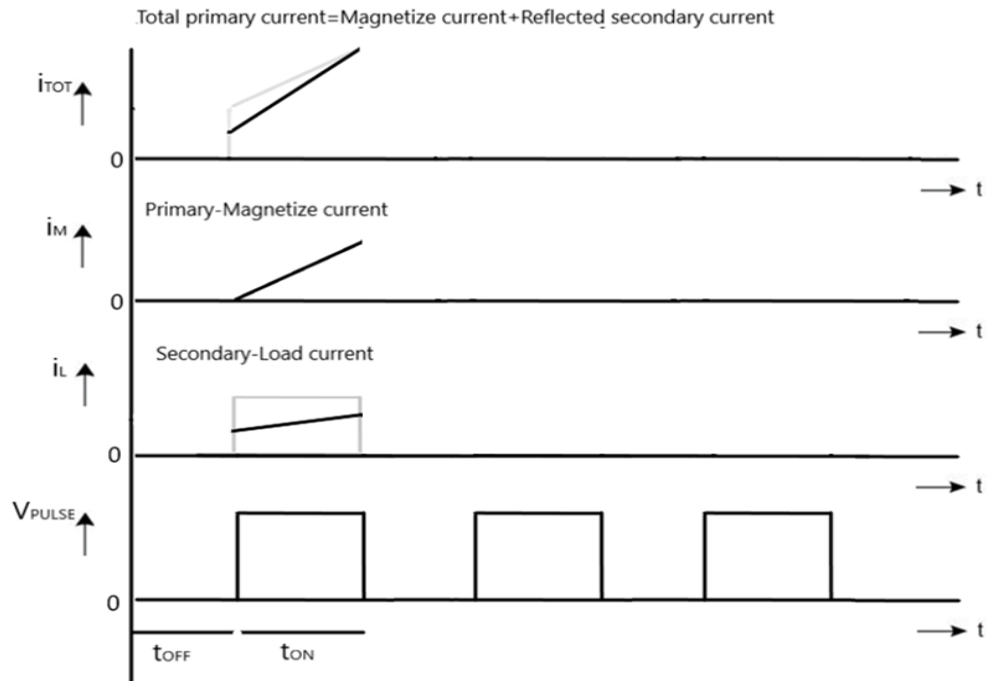 Total primary current=Magnetize current+Reflected secondary current
iTOT
0
t
Primary-Magnetize current
iM
0
t
Secondary-Load current
iL
0
t
VPULSE
0
t
tOFF tON